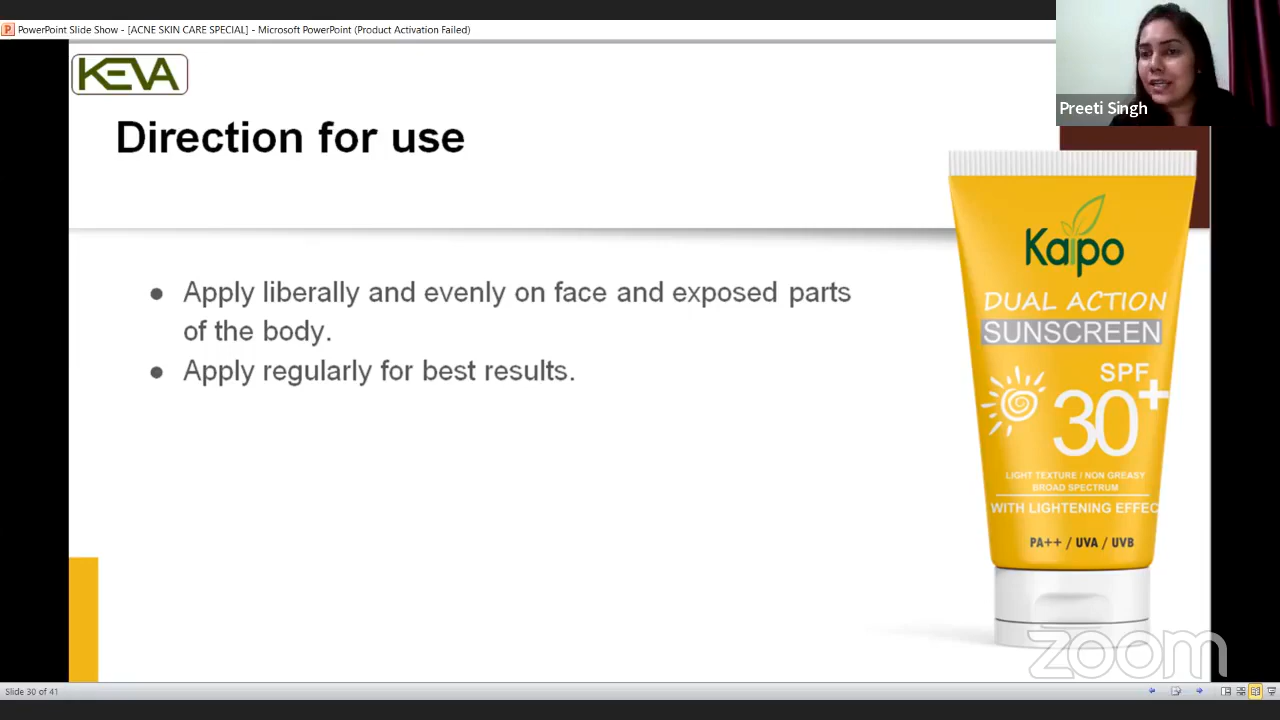 PowerPoint Slide Show - [ACNE SKIN CARE SPECIAL] - Microsoft PowerPoint (Product Activation Failed)
KEVA
Preeti Singh
Direction for use
● Apply liberally and evenly on face and exposed parts
of the body.
● Apply regularly for best results.
Kaipo
DUAL ACTION
SUNSCREEN
SPF
30+
LIGHT TEXTURE / NON GREASY
BROAD SPECTRUM
WITH LIGHTENING EFFEC
PA++ / UVA / UVB
zoom
Slide 30 of 41